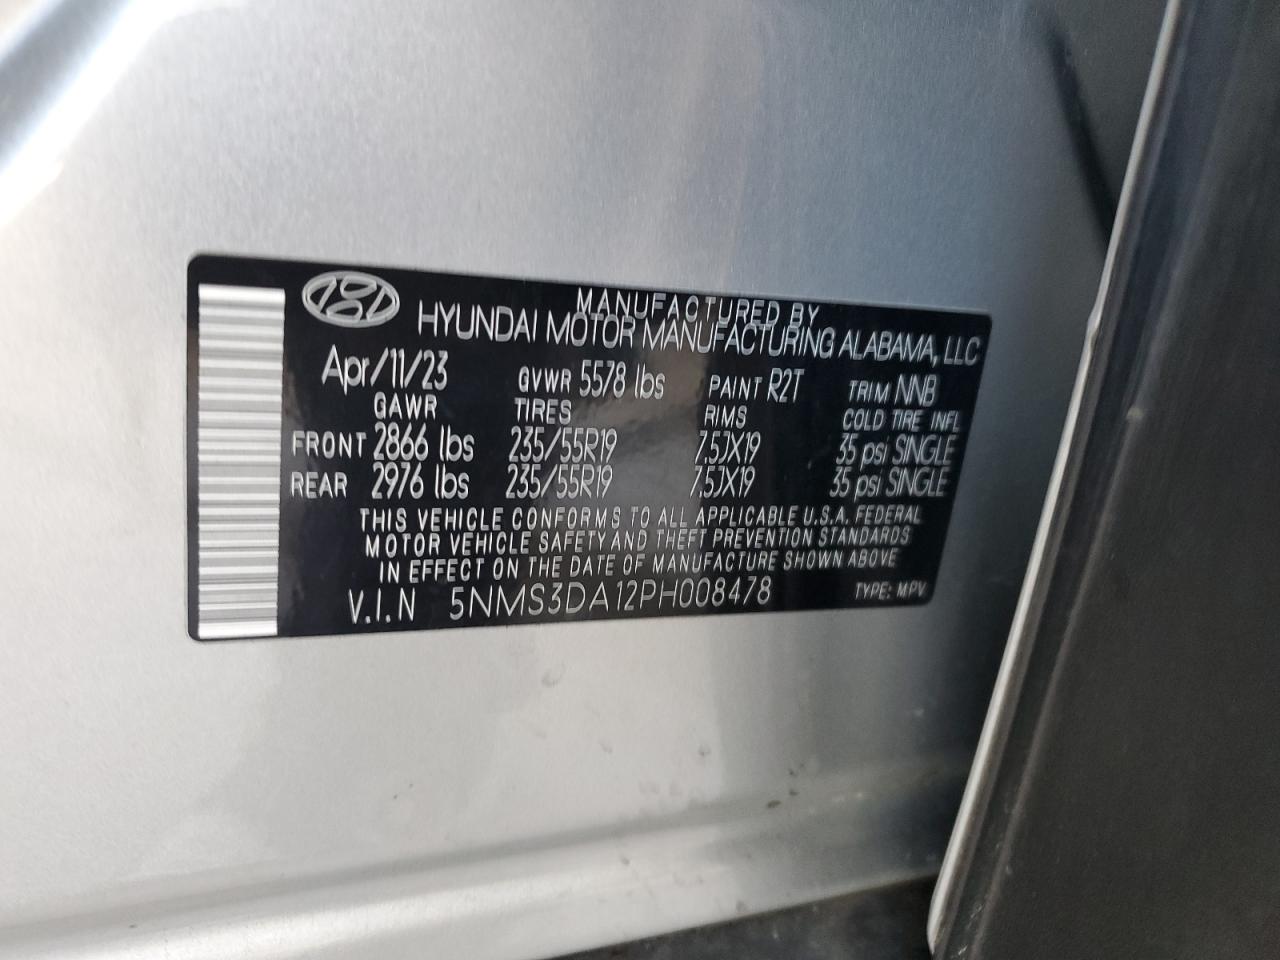 MANUFACTURED BY
HYUNDAI MOTOR MANUFACTURING ALABAMA, LLC
Apr/11/23 GVWR 5578 lbs PAINT R2T TRIM NNB
GAWR TIRES RIMS COLD TIRE INFL
FRONT 2866 lbs 235/55R19 7.5JX19 35 psi SINGLE
REAR 2976 lbs 235/55R19 7.5JX19 35 psi SINGLE
THIS VEHICLE CONFORMS TO ALL APPLICABLE U.S.A. FEDERAL
MOTOR VEHICLE SAFETY AND THEFT PREVENTION STANDARDS
IN EFFECT ON THE DATE OF MANUFACTURE SHOWN ABOVE
V.I.N 5NMS3DA12PH008478 TYPE: MPV